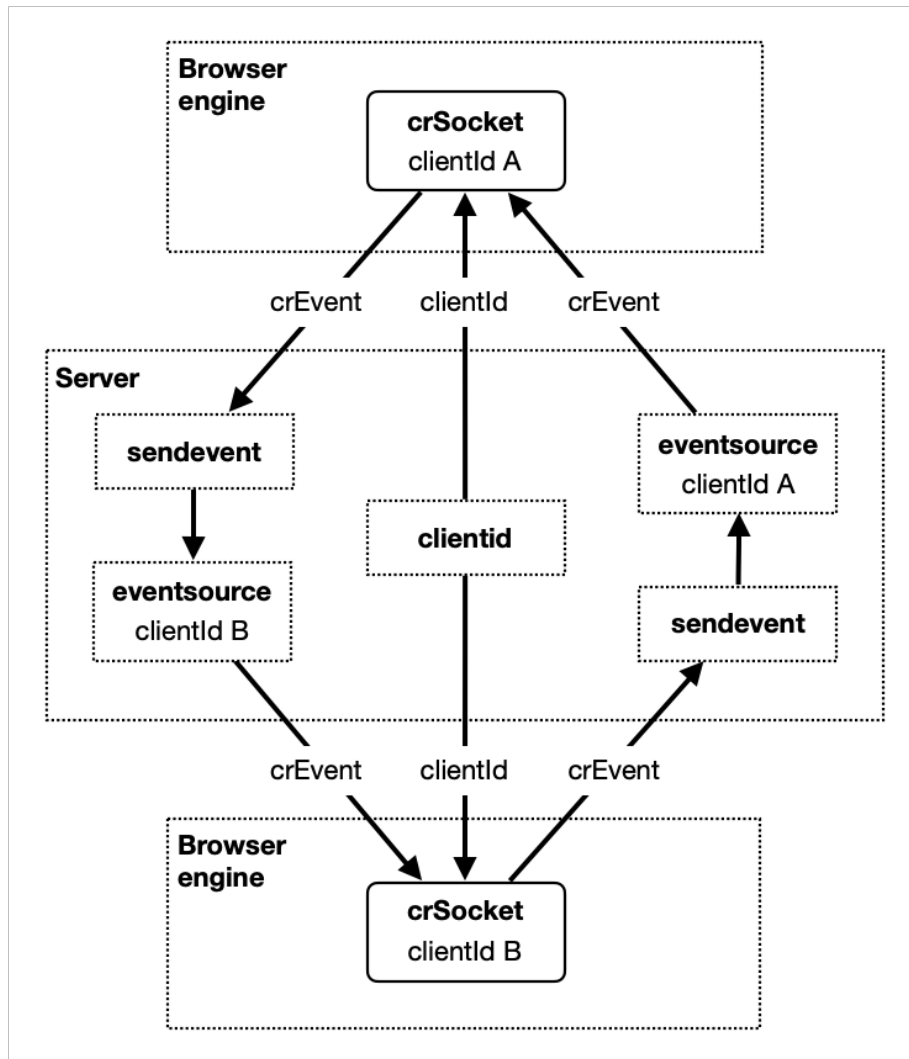 Browser
engine
crSocket
clientId A
crEvent
clientId
crEvent
Server
sendevent
eventsource
clientId A
clientid
eventsource
clientId B
sendevent
crEvent
clientId
crEvent
Browser
engine
crSocket
clientId B